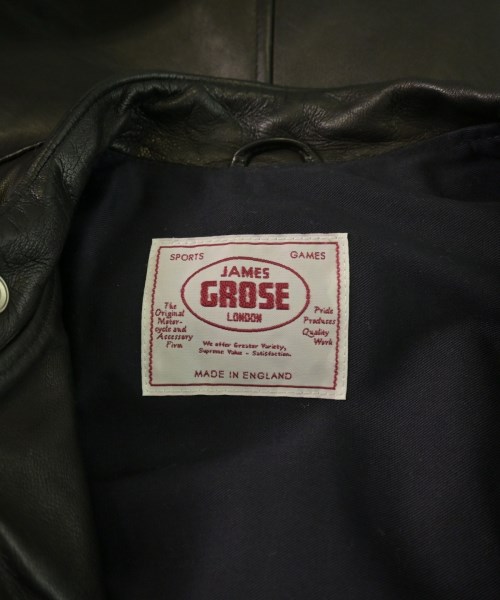 SPORTS GAMES
JAMES
GROSE
LONDON
The
Original
Motor-
cycle and
Accessory
Firm
Pride
Produces
Quality
Work
We offer Greater Variety,
Supreme Value - Satisfaction.
MADE IN ENGLAND